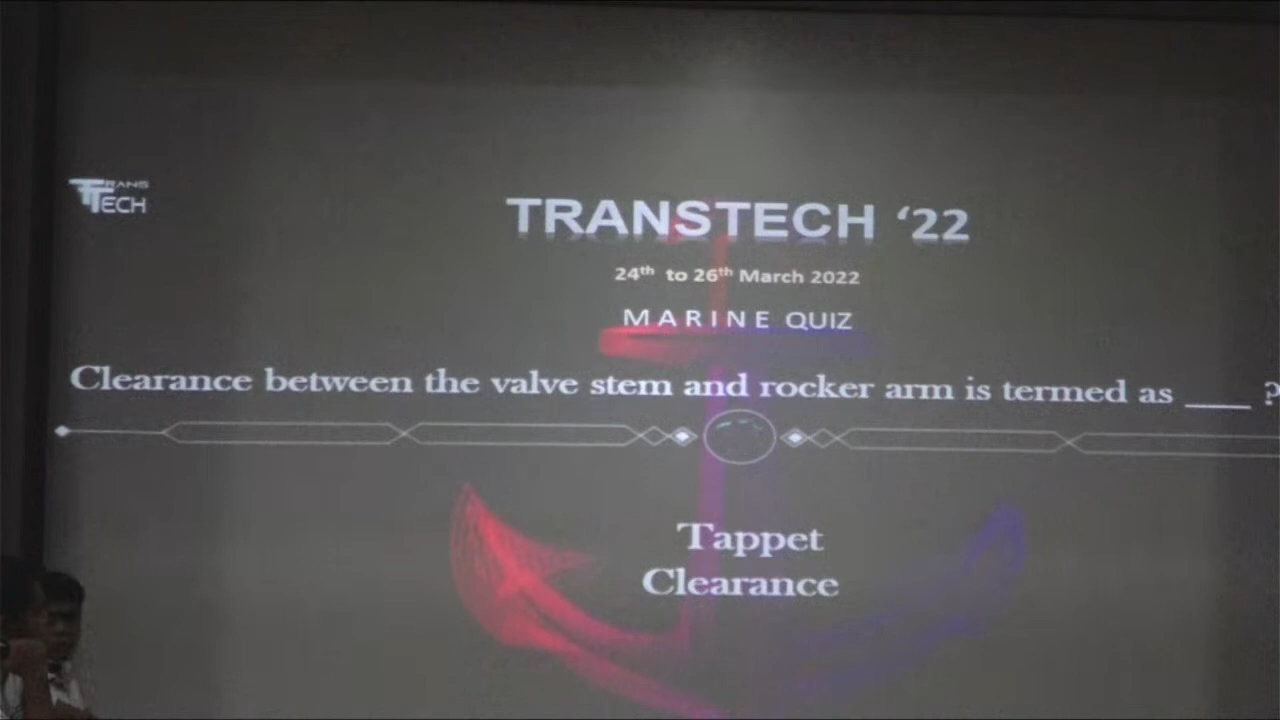 TRANS
TECH
TRANSTECH ‘22
24th to 26th March 2022
MARINE QUIZ
Clearance between the valve stem and rocker arm is termed as ____ ?
Tappet
Clearance